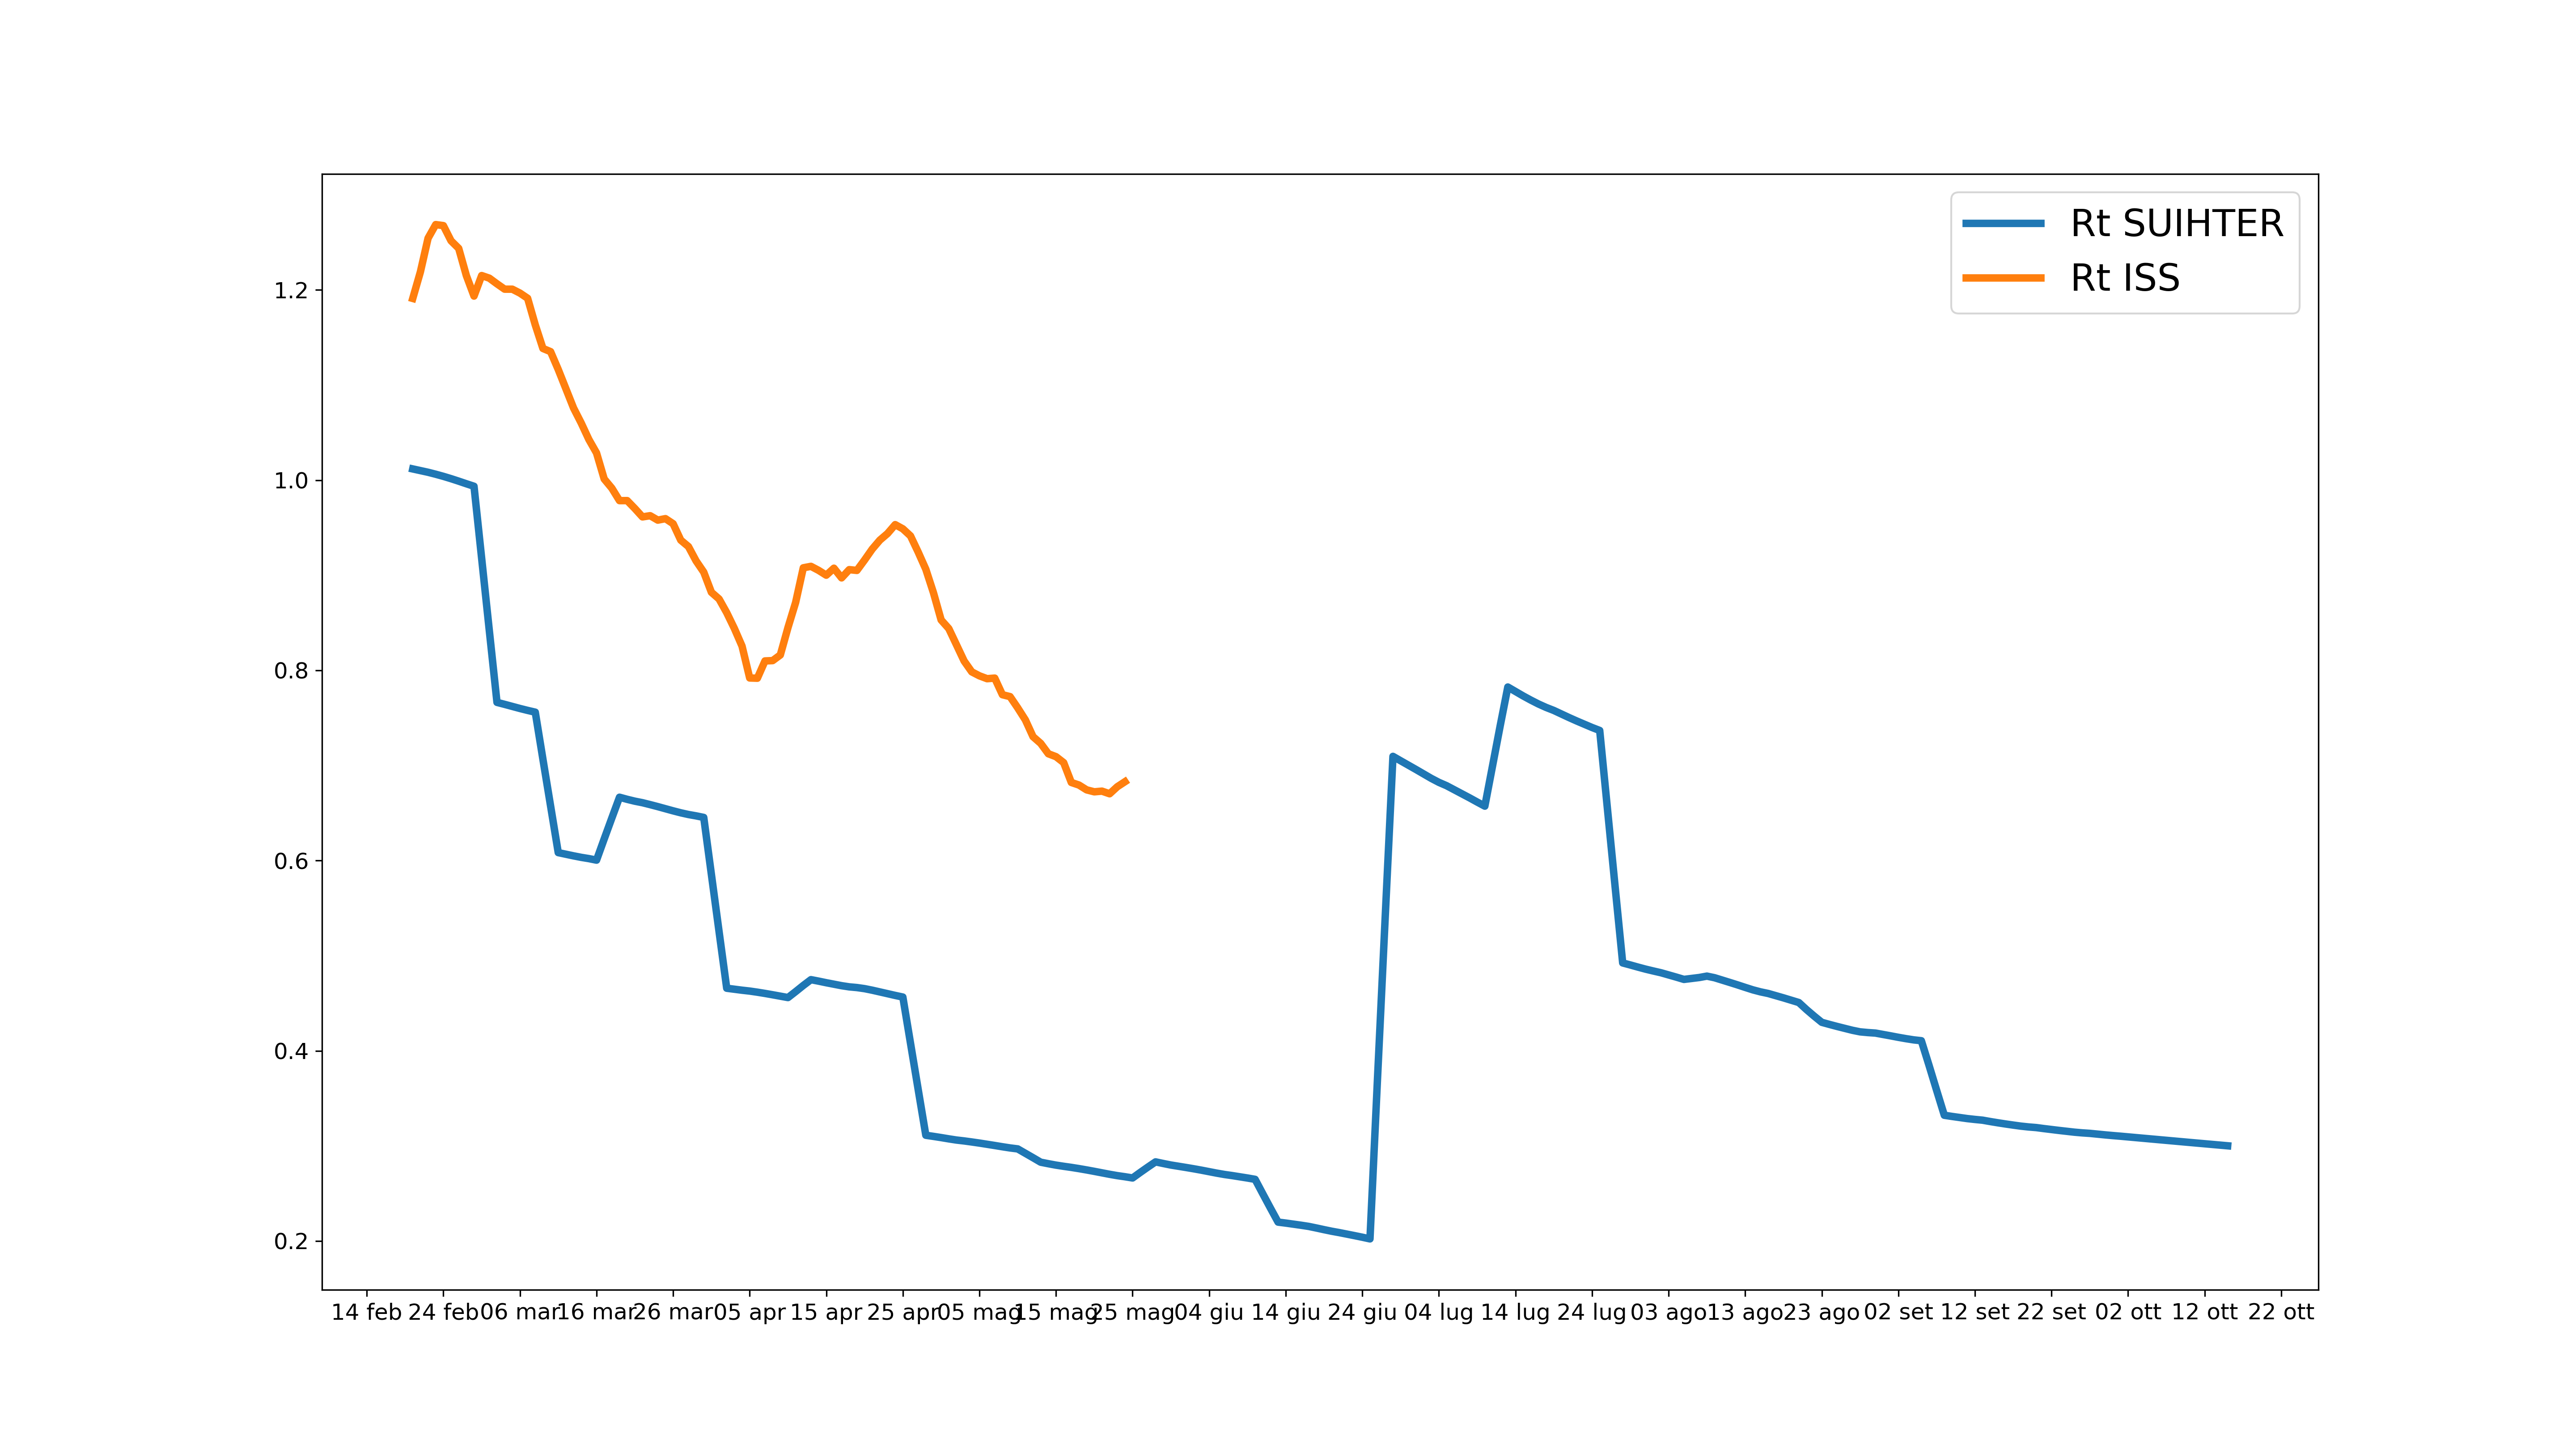 Rt SUIHTER
Rt ISS
1.2
1.0
0.8
0.6
0.4
0.2
14 feb 24 feb 06 mar 16 mar 26 mar 05 apr 15 apr 25 apr 05 mag 15 mag 25 mag 04 giu 14 giu 24 giu 04 lug 14 lug 24 lug 03 ago 13 ago 23 ago 02 set 12 set 22 set 02 ott 12 ott 22 ott